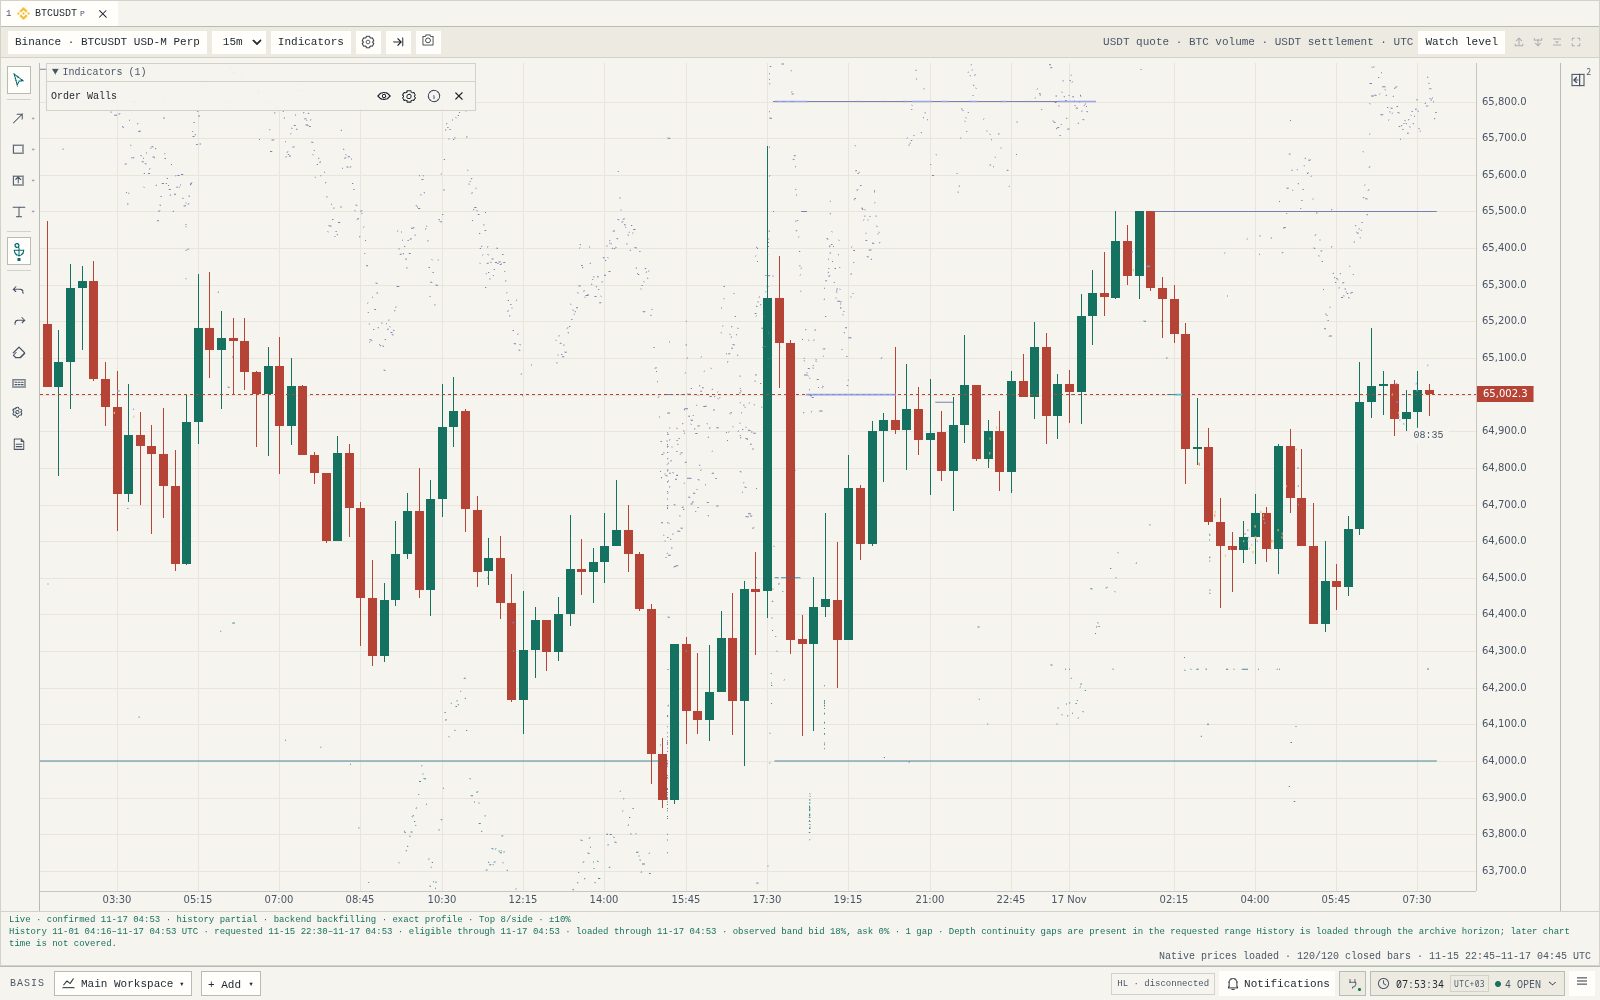 1 BTCUSDT P
Binance · BTCUSDT USD-M Perp 15m Indicators USDT quote · BTC volume · USDT settlement · UTC Watch level
Indicators (1)
Order Walls
2
65,800.0
65,700.0
65,600.0
65,500.0
65,400.0
65,300.0
65,200.0
65,100.0
65,002.3
64,900.0
08:35
64,800.0
64,700.0
64,600.0
64,500.0
64,400.0
64,300.0
64,200.0
64,100.0
64,000.0
63,900.0
63,800.0
63,700.0
03:30 05:15 07:00 08:45 10:30 12:15 14:00 15:45 17:30 19:15 21:00 22:45 17 Nov 02:15 04:00 05:45 07:30
Live · confirmed 11-17 04:53 · history partial · backend backfilling · exact profile · Top 8/side · ±10%
History 11-01 04:16–11-17 04:53 UTC · requested 11-15 22:30–11-17 04:53 · eligible through 11-17 04:53 · loaded through 11-17 04:53 · observed band bid 18%, ask 0% · 1 gap · Depth continuity gaps are present in the requested range History is loaded through the archive horizon; later chart
time is not covered.
Native prices loaded · 120/120 closed bars · 11-15 22:45–11-17 04:45 UTC
BASIS Main Workspace + Add HL · disconnected Notifications 07:53:34 UTC+03 4 OPEN